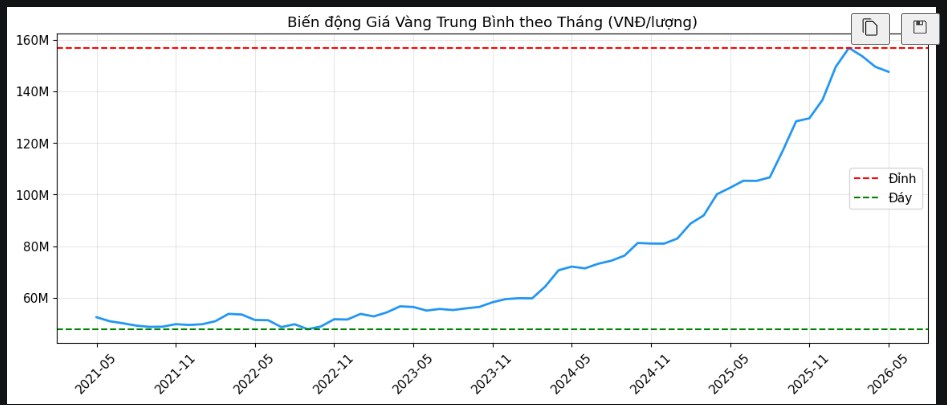 Biến động Giá Vàng Trung Bình theo Tháng (VNĐ/lượng)
160M
140M
120M
100M
80M
60M
Đỉnh
Đáy
2021-05
2021-11
2022-05
2022-11
2023-05
2023-11
2024-05
2024-11
2025-05
2025-11
2026-05